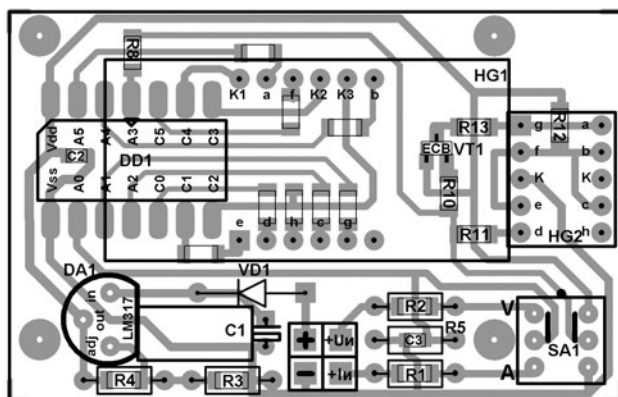 R8
K1 a f K2 K3 b
HG1
Vdd A5 A4 A3 C5 C4 C3
C2
DD1
Vss A0 A1 A2 C0 C1 C2
e d h c g
R13
ECB VT1
R10
R11
R12
g a
f b
K K
e c
d h
HG2
DA1
in
out
adj
LM317
VD1
C1
+ +Uи
- +Iи
R2
C3 R5
R1
V
SA1
A
R4 R3